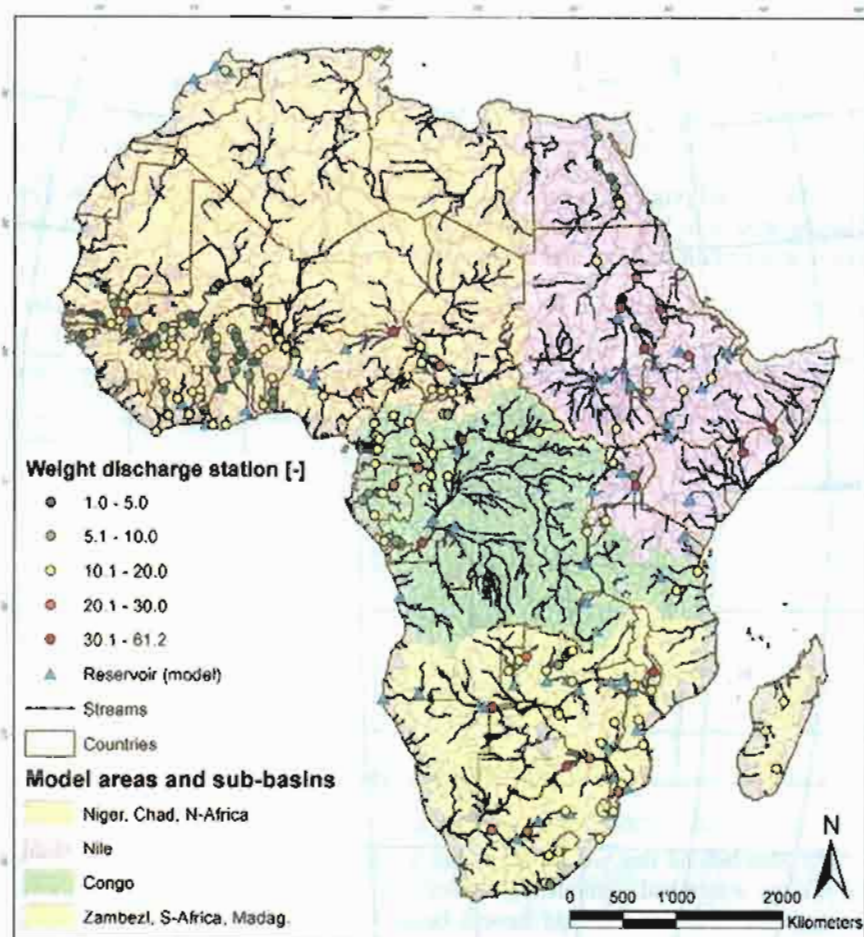 Weight discharge station [-]
1.0 - 5.0
5.1 - 10.0
10.1 - 20.0
20.1 - 30.0
30.1 - 61.2
Reservoir (model)
Streams
Countries
Model areas and sub-basins
Niger, Chad, N-Africa
Nile
Congo
Zambezi, S-Africa, Madag.
N
0 500 1'000 2'000
Kilometers